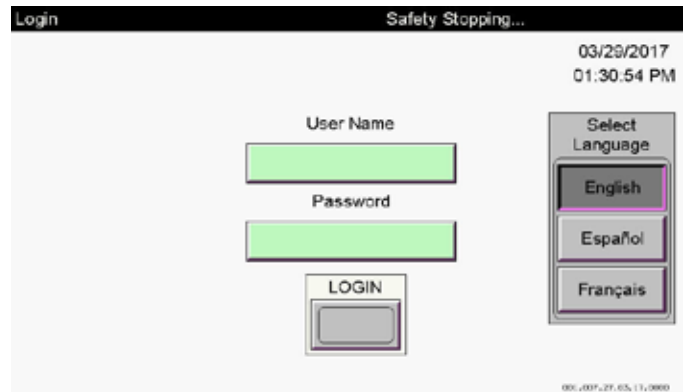 Login Safety Stopping...
03/29/2017
01:30:54 PM
User Name
Password
LOGIN
Select
Language
English
Español
Français